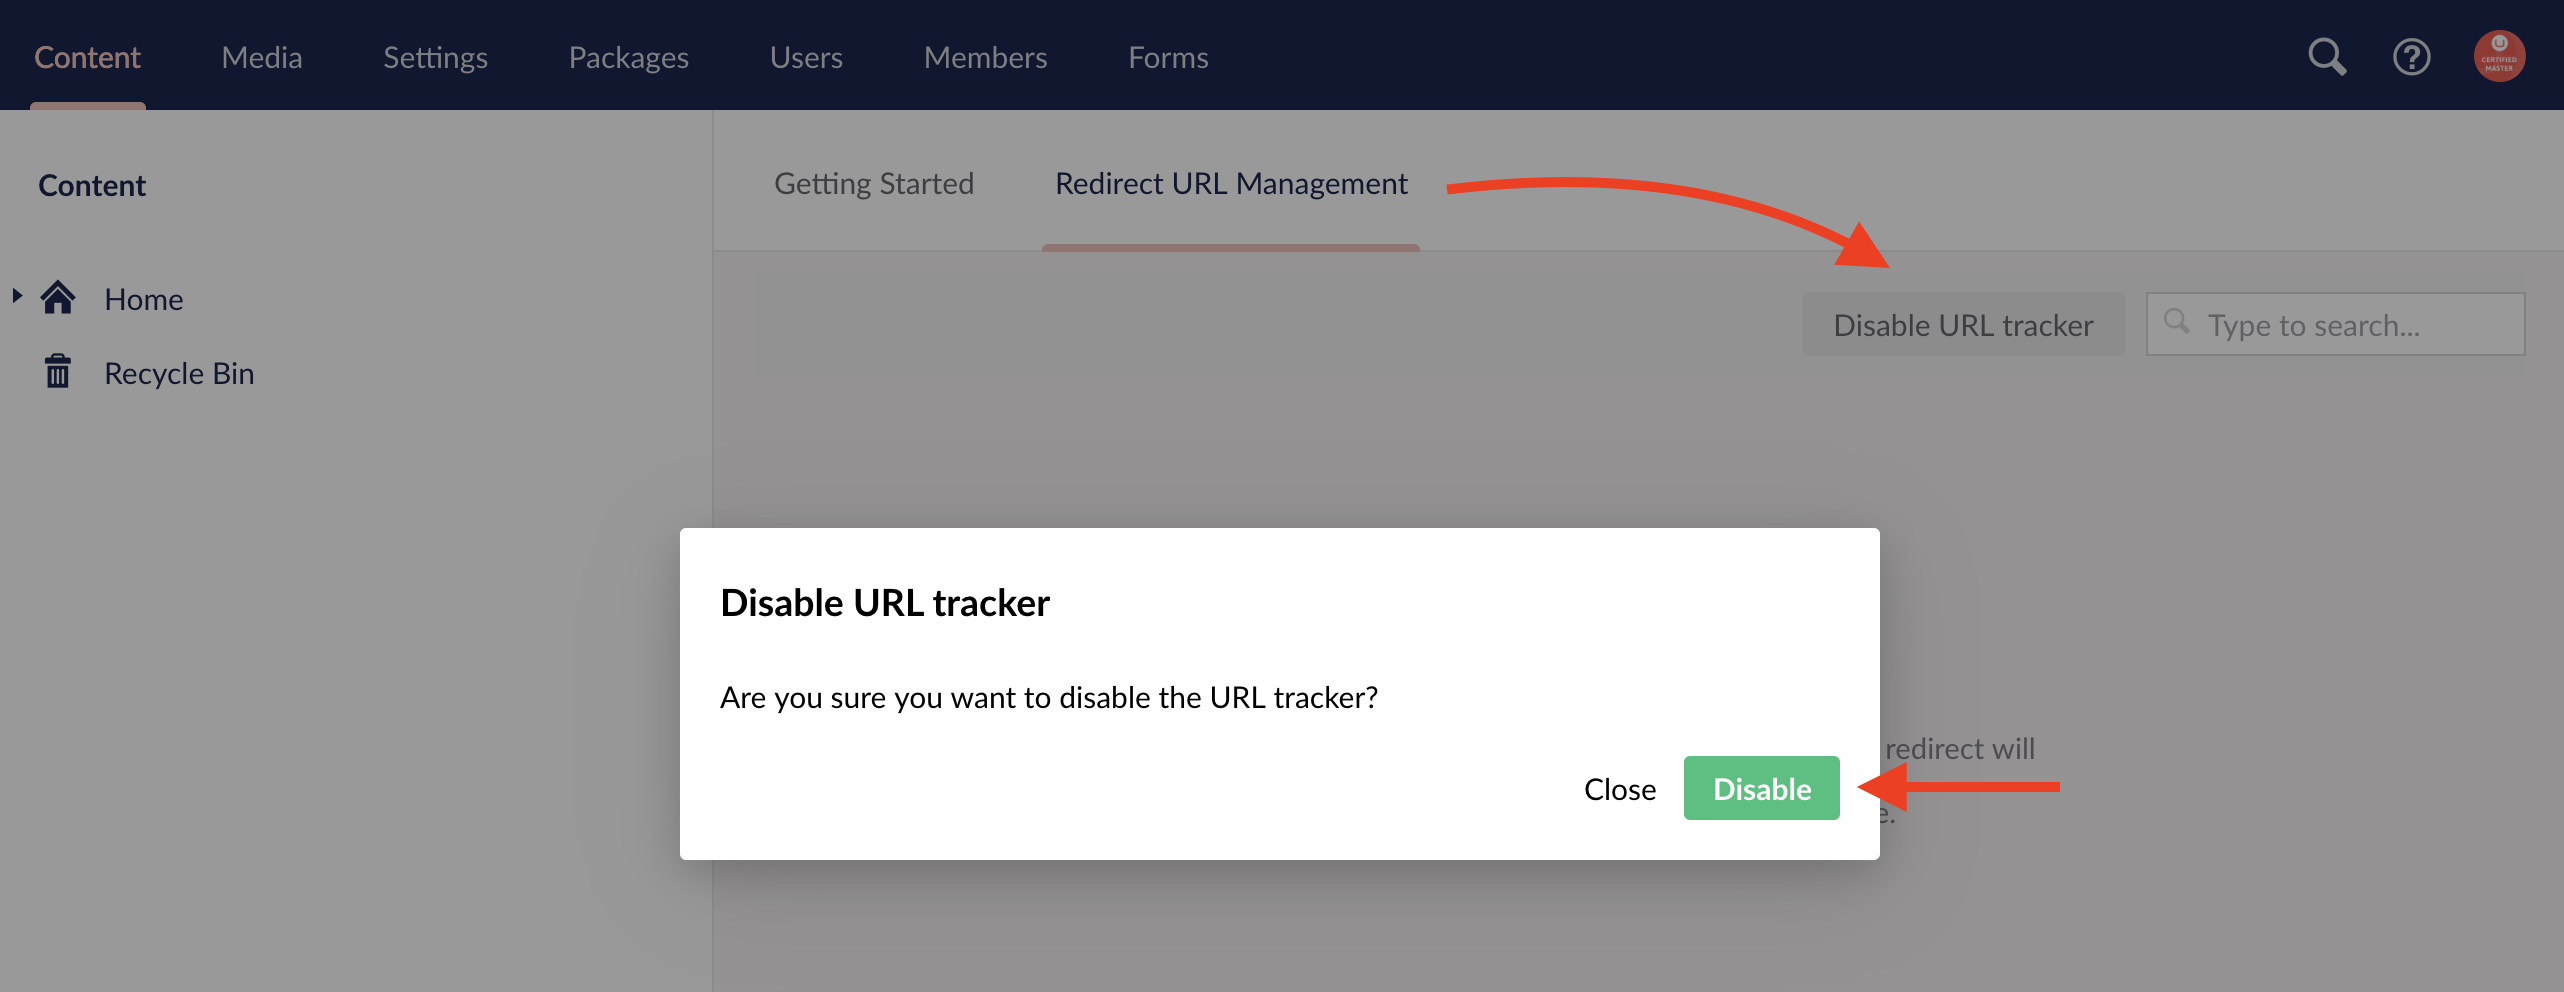 Content Media Settings Packages Users Members Forms
CERTIFIED
MASTER
Content
Getting Started Redirect URL Management
Home
Recycle Bin
Disable URL tracker
Type to search...
Disable URL tracker
Are you sure you want to disable the URL tracker?
redirect will
Close Disable
e.